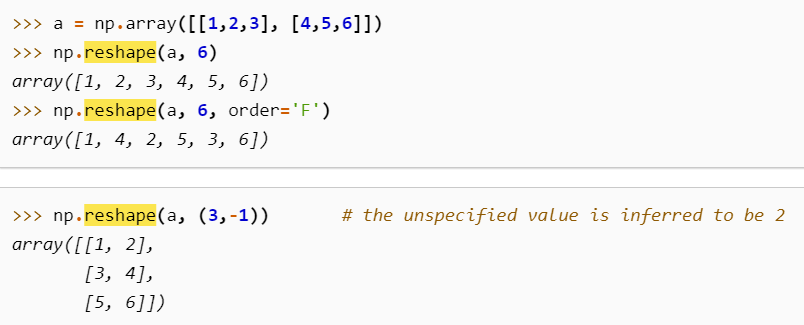 >>> a = np.array([[1,2,3], [4,5,6]])
>>> np.reshape(a, 6)
array([1, 2, 3, 4, 5, 6])
>>> np.reshape(a, 6, order='F')
array([1, 4, 2, 5, 3, 6])
>>> np.reshape(a, (3,-1))       # the unspecified value is inferred to be 2
array([[1, 2],
       [3, 4],
       [5, 6]])